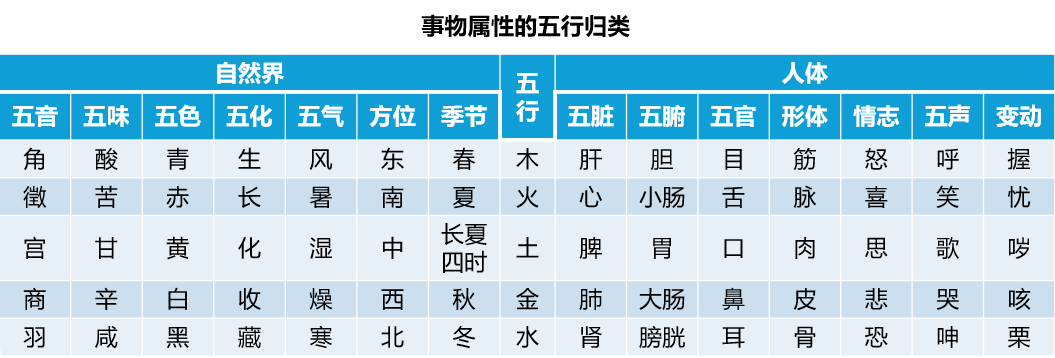 事物属性的五行归类
自然界 五行 人体
五音 五味 五色 五化 五气 方位 季节 五脏 五腑 五官 形体 情志 五声 变动
角 酸 青 生 风 东 春 木 肝 胆 目 筋 怒 呼 握
徵 苦 赤 长 暑 南 夏 火 心 小肠 舌 脉 喜 笑 忧
宫 甘 黄 化 湿 中 长夏四时 土 脾 胃 口 肉 思 歌 哕
商 辛 白 收 燥 西 秋 金 肺 大肠 鼻 皮 悲 哭 咳
羽 咸 黑 藏 寒 北 冬 水 肾 膀胱 耳 骨 恐 呻 栗